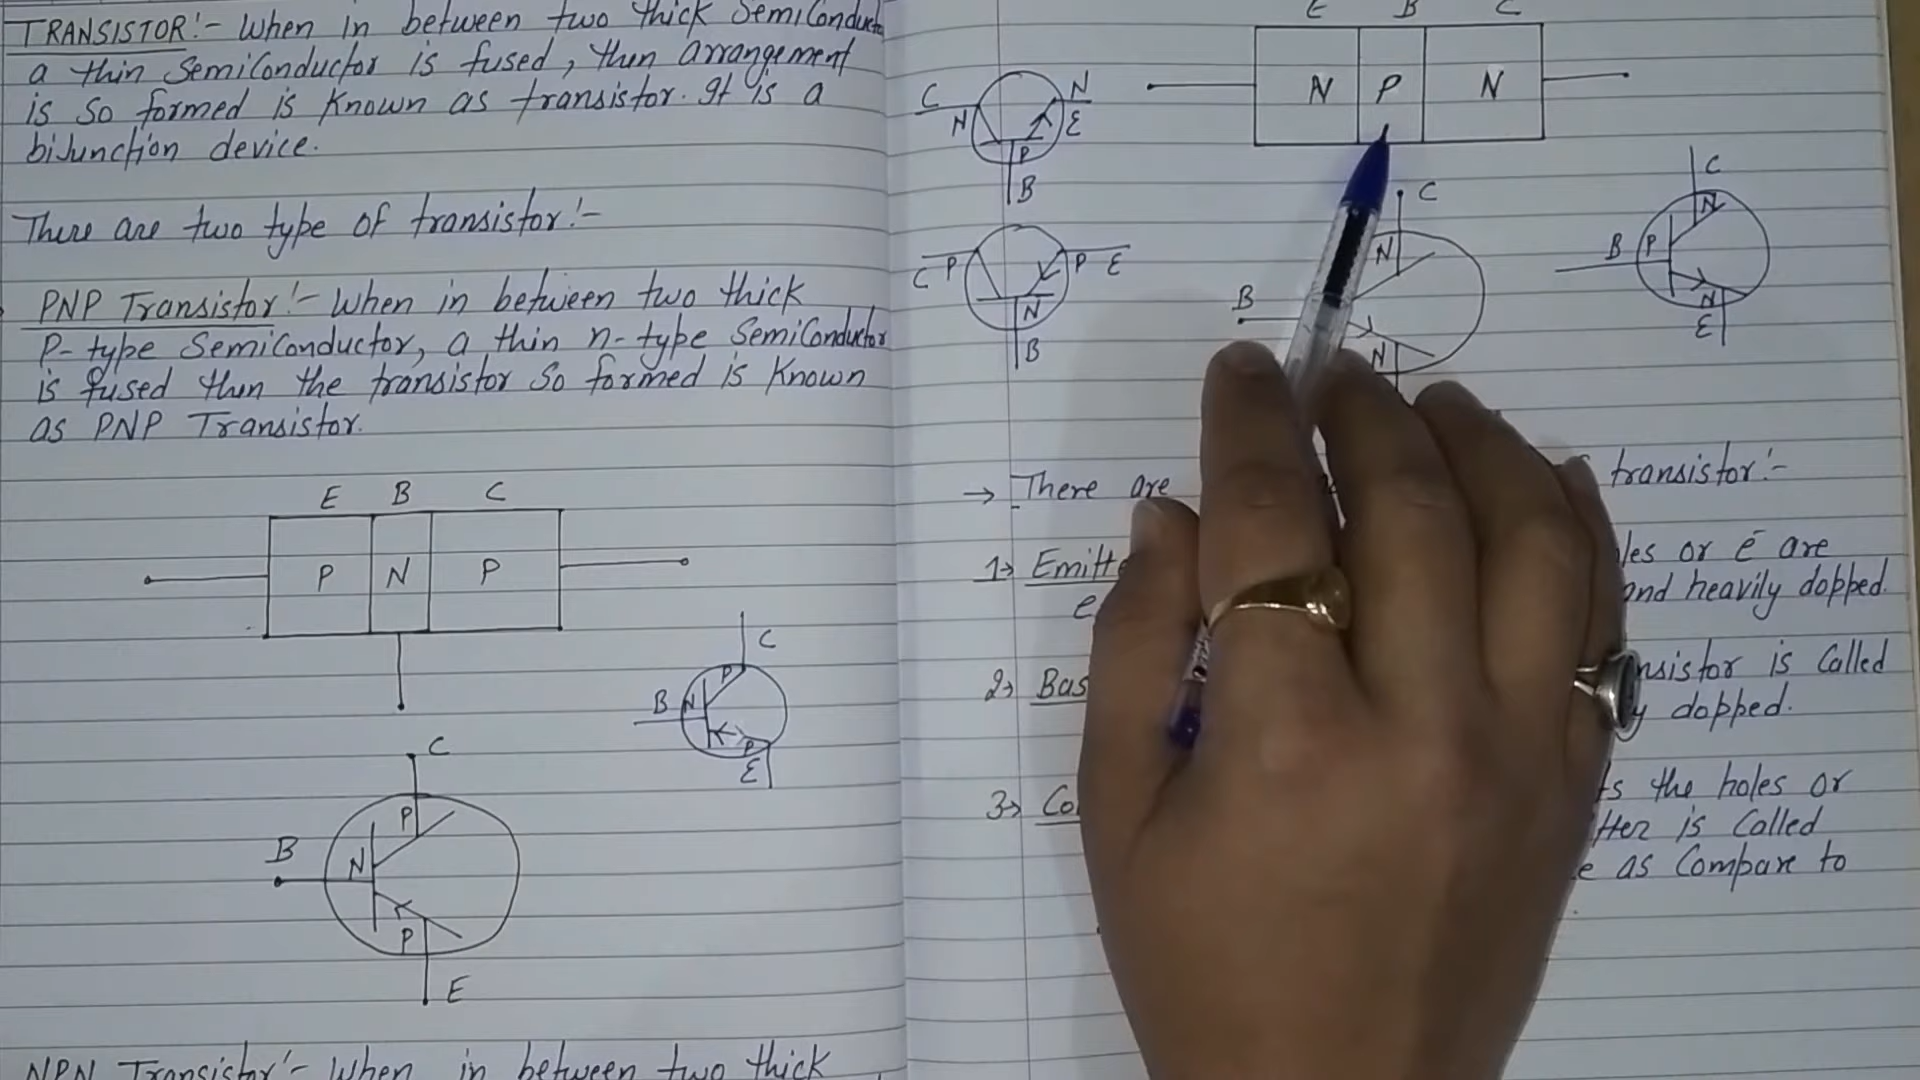 TRANSISTOR:- When in between two thick Semiconductor
a thin Semiconductor is fused, then arrangement
is so formed is known as transistor. It is a
biJunction device.
There are two type of transistor:-
PNP Transistor:- When in between two thick
P-type Semiconductor, a thin n-type Semiconductor
is fused then the transistor so formed is known
as PNP Transistor.
E B C
P N P
C
B N P
P
E
C
P
B N
P
E
NPN Transistor:- When in between two thick
E B C
N P N
C N N E
P
B
C P P E
N
B
C
N
B
N
C
N
B P
N
E
→ There are transistor:-
1→ les or ē are
e and heavily dopped.
2→ nsistor is called
y dopped.
3→ ts the holes or
tter is called
e as compare to